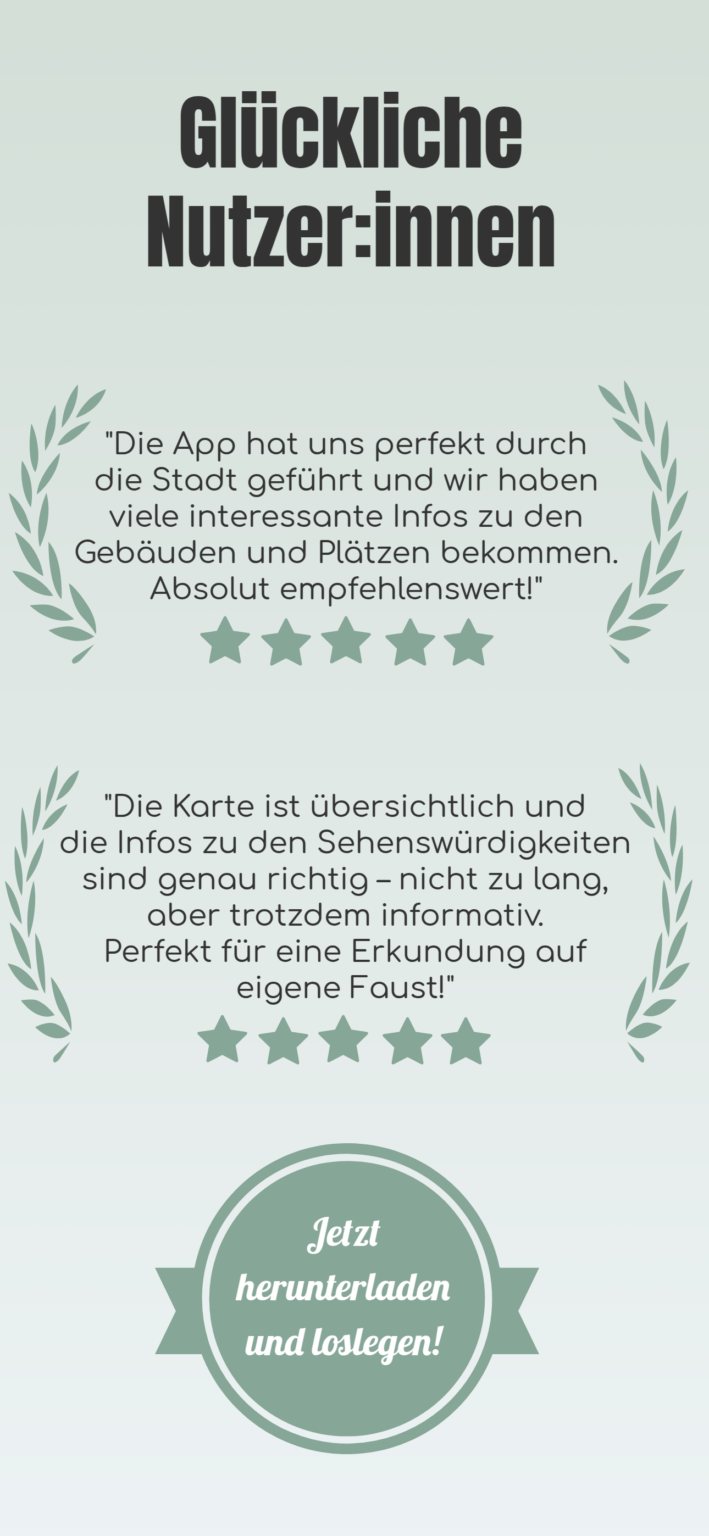 Glückliche
Nutzer:innen
"Die App hat uns perfekt durch
die Stadt geführt und wir haben
viele interessante Infos zu den
Gebäuden und Plätzen bekommen.
Absolut empfehlenswert!"
"Die Karte ist übersichtlich und
die Infos zu den Sehenswürdigkeiten
sind genau richtig – nicht zu lang,
aber trotzdem informativ.
Perfekt für eine Erkundung auf
eigene Faust!"
Jetzt
herunterladen
und loslegen!